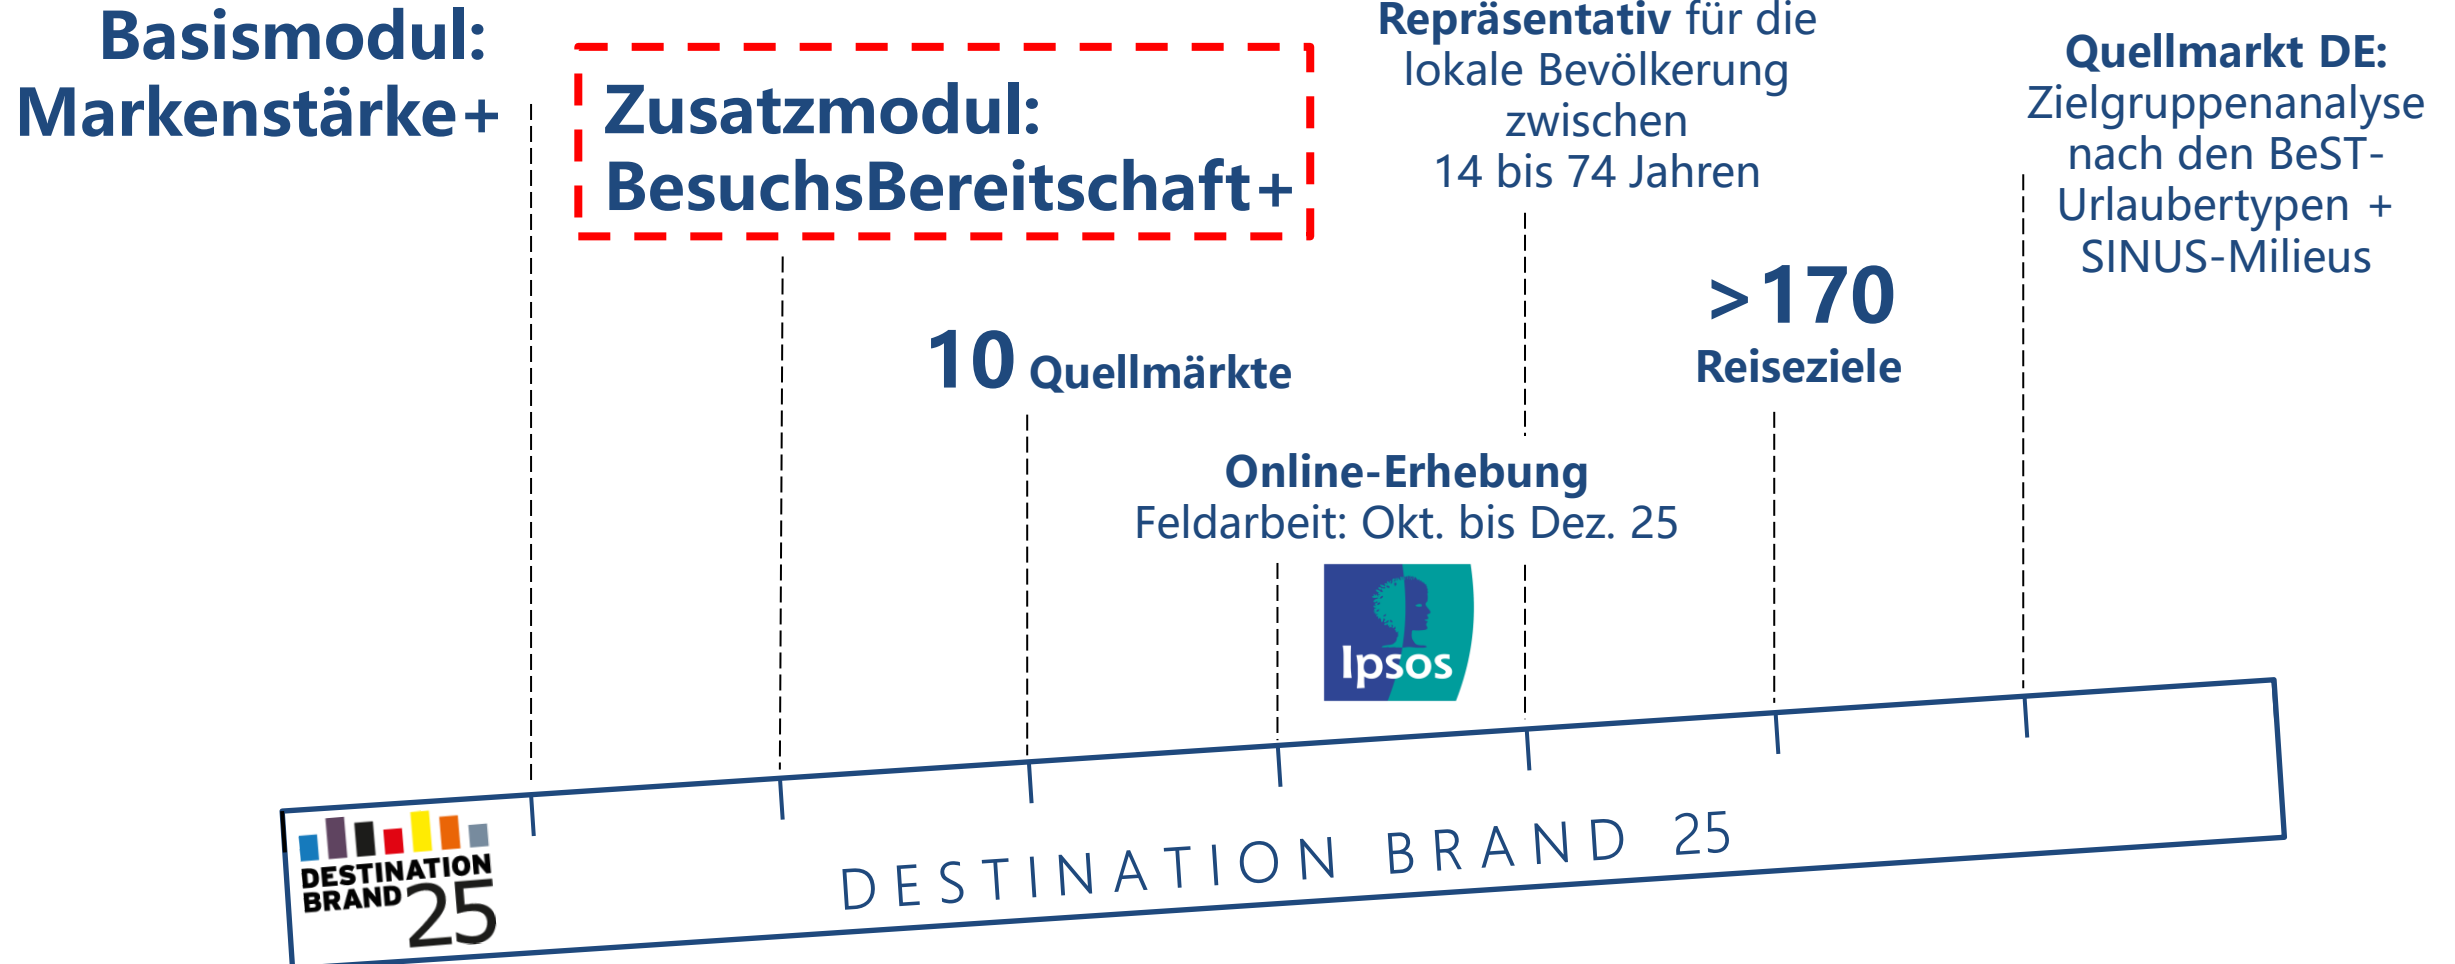 Basismodul:
Markenstärke+
Zusatzmodul:
BesuchsBereitschaft+
10 Quellmärkte
Online-Erhebung
Feldarbeit: Okt. bis Dez. 25
Ipsos
Repräsentativ für die
lokale Bevölkerung
zwischen
14 bis 74 Jahren
>170
Reiseziele
Quellmarkt DE:
Zielgruppenanalyse
nach den BeST-
Urlaubertypen +
SINUS-Milieus
DESTINATION
BRAND 25
DESTINATION BRAND 25